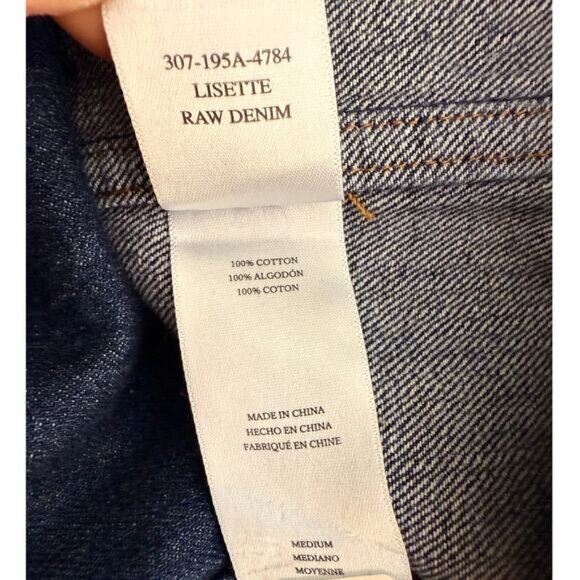 307-195A-4784
LISETTE
RAW DENIM
100% COTTON
100% ALGODÓN
100% COTON
MADE IN CHINA
HECHO EN CHINA
FABRIQUÉ EN CHINE
MEDIUM
MEDIANO
MOYENNE